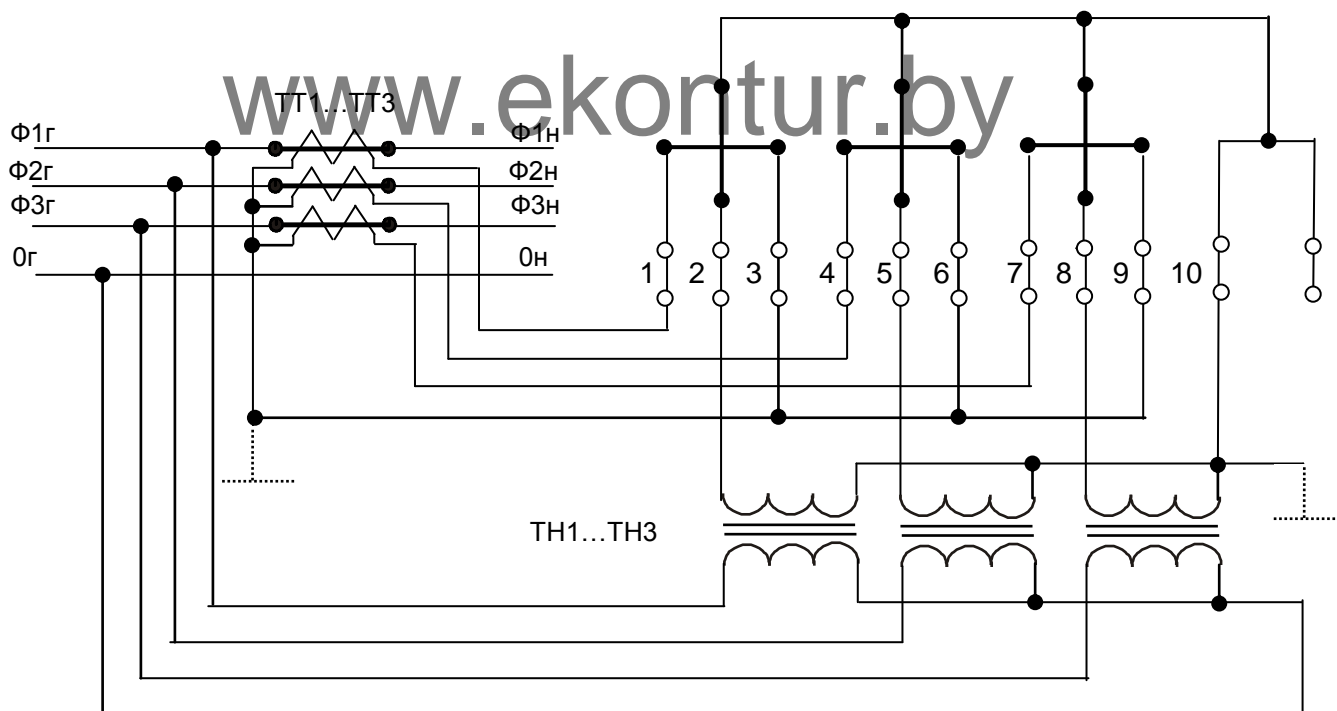 www.ekontur.by
ТТ1...ТТ3
Ф1г Ф1н
Ф2г Ф2н
Ф3г Ф3н
0г 0н
1 2 3 4 5 6 7 8 9 10
ТН1...ТН3